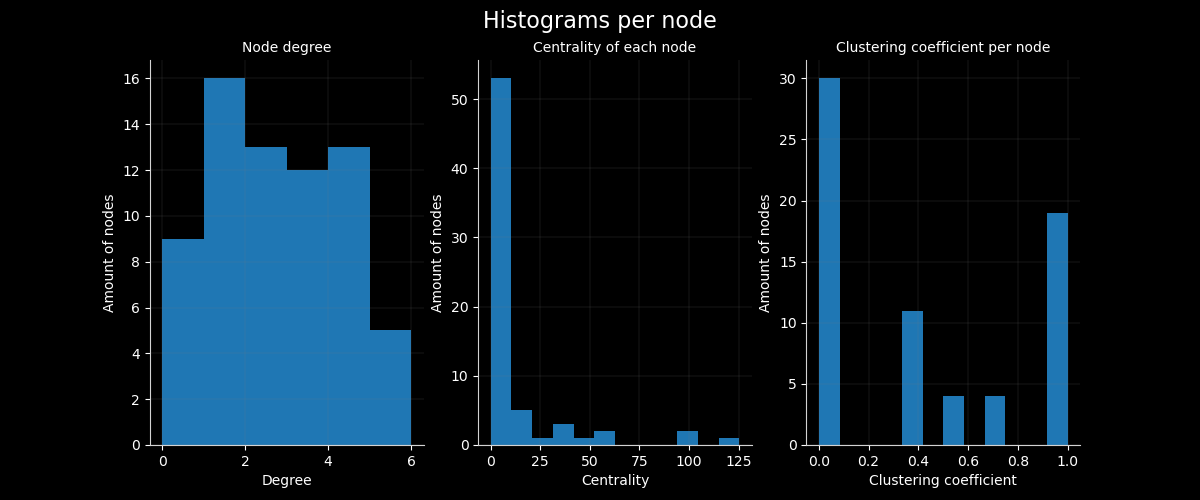 Histograms per node
Node degree
Amount of nodes
16
14
12
10
8
6
4
2
0
0 2 4 6
Degree
Centrality of each node
Amount of nodes
50
40
30
20
10
0
0 25 50 75 100 125
Centrality
Clustering coefficient per node
Amount of nodes
30
25
20
15
10
5
0
0.0 0.2 0.4 0.6 0.8 1.0
Clustering coefficient